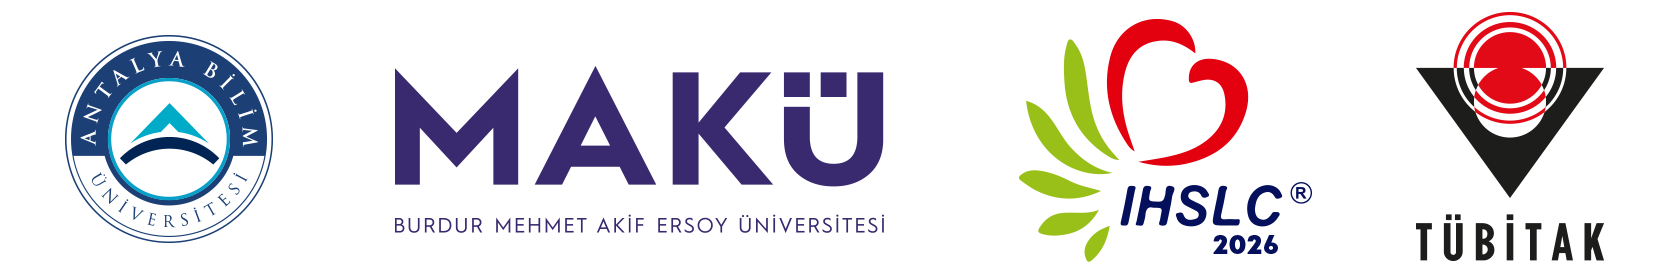 ANTALYA BİLİM
ÜNİVERSİTESİ
MAKÜ
BURDUR MEHMET AKİF ERSOY ÜNİVERSİTESİ
IHSLC®
2026
TÜBİTAK